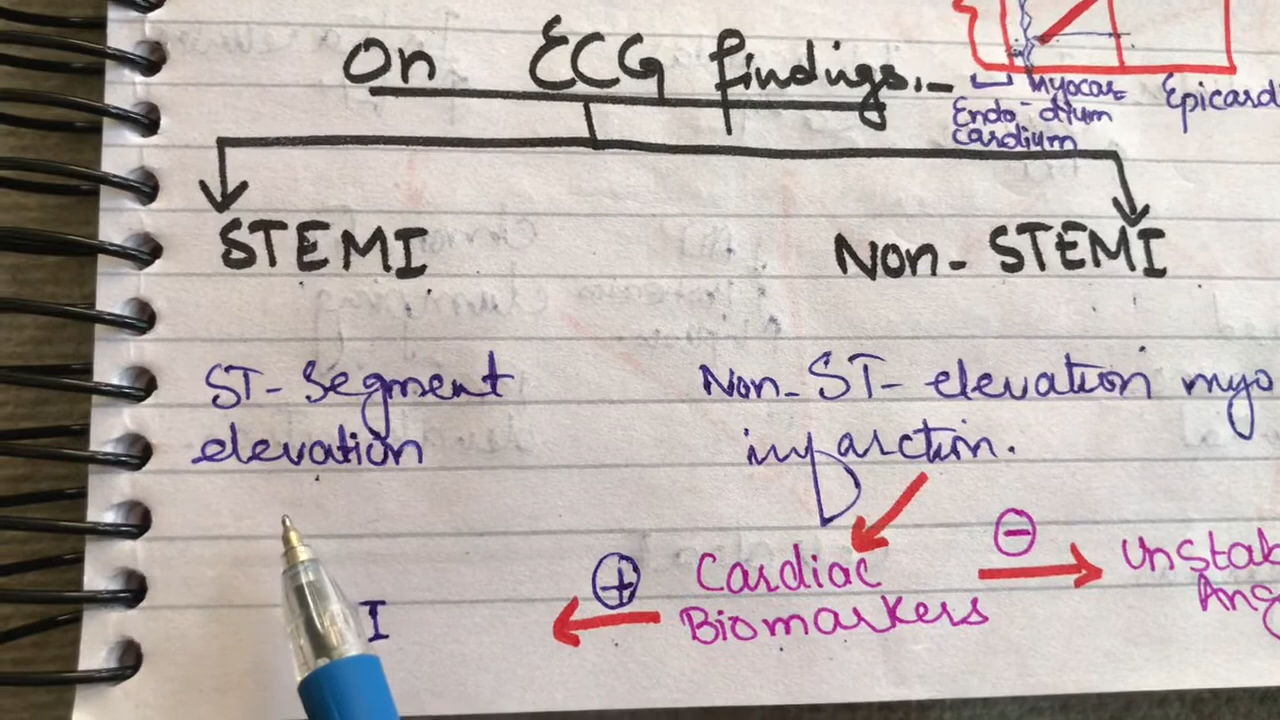 On ECG findings.-
Myocar-
Epicardi
Endo- dium
cardium
STEMI
Non- STEMI
ST- Segment
elevation
Non- ST- elevation myo
infarction.
+
Cardiac
Biomarkers
-
Unstab
Ang
I